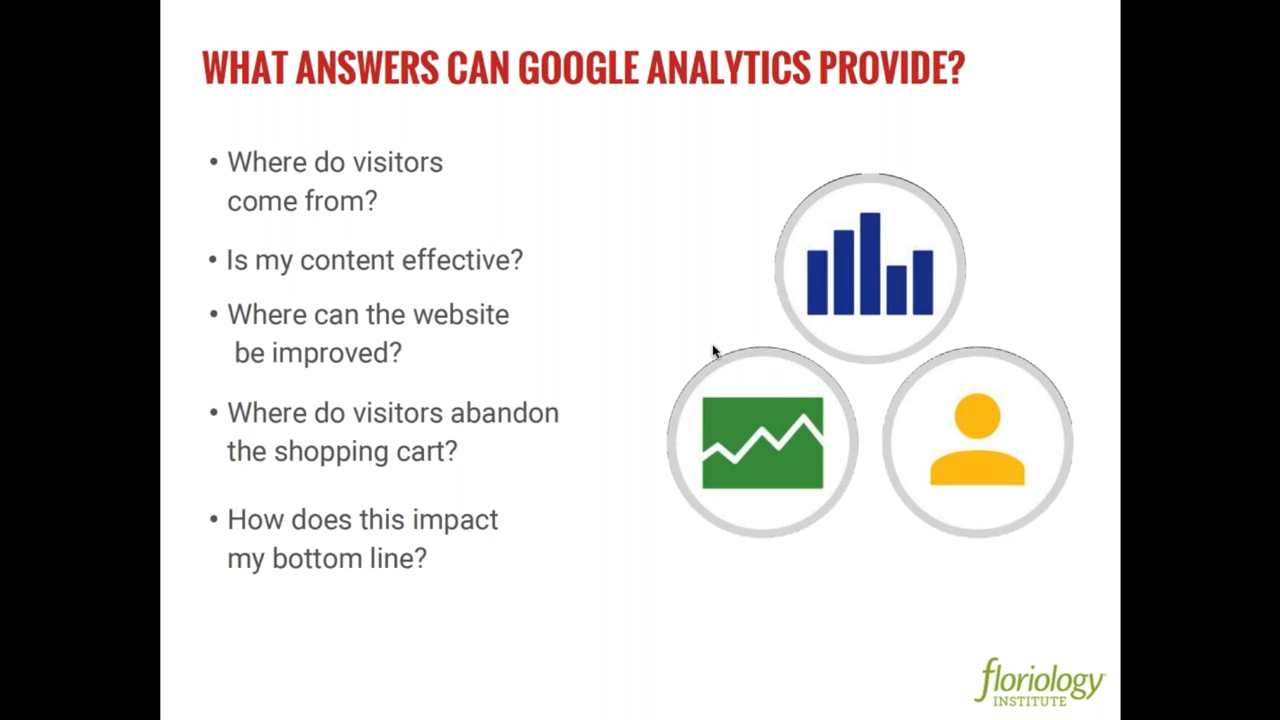 WHAT ANSWERS CAN GOOGLE ANALYTICS PROVIDE?
• Where do visitors
come from?
• Is my content effective?
• Where can the website
be improved?
• Where do visitors abandon
the shopping cart?
• How does this impact
my bottom line?
floriology
INSTITUTE